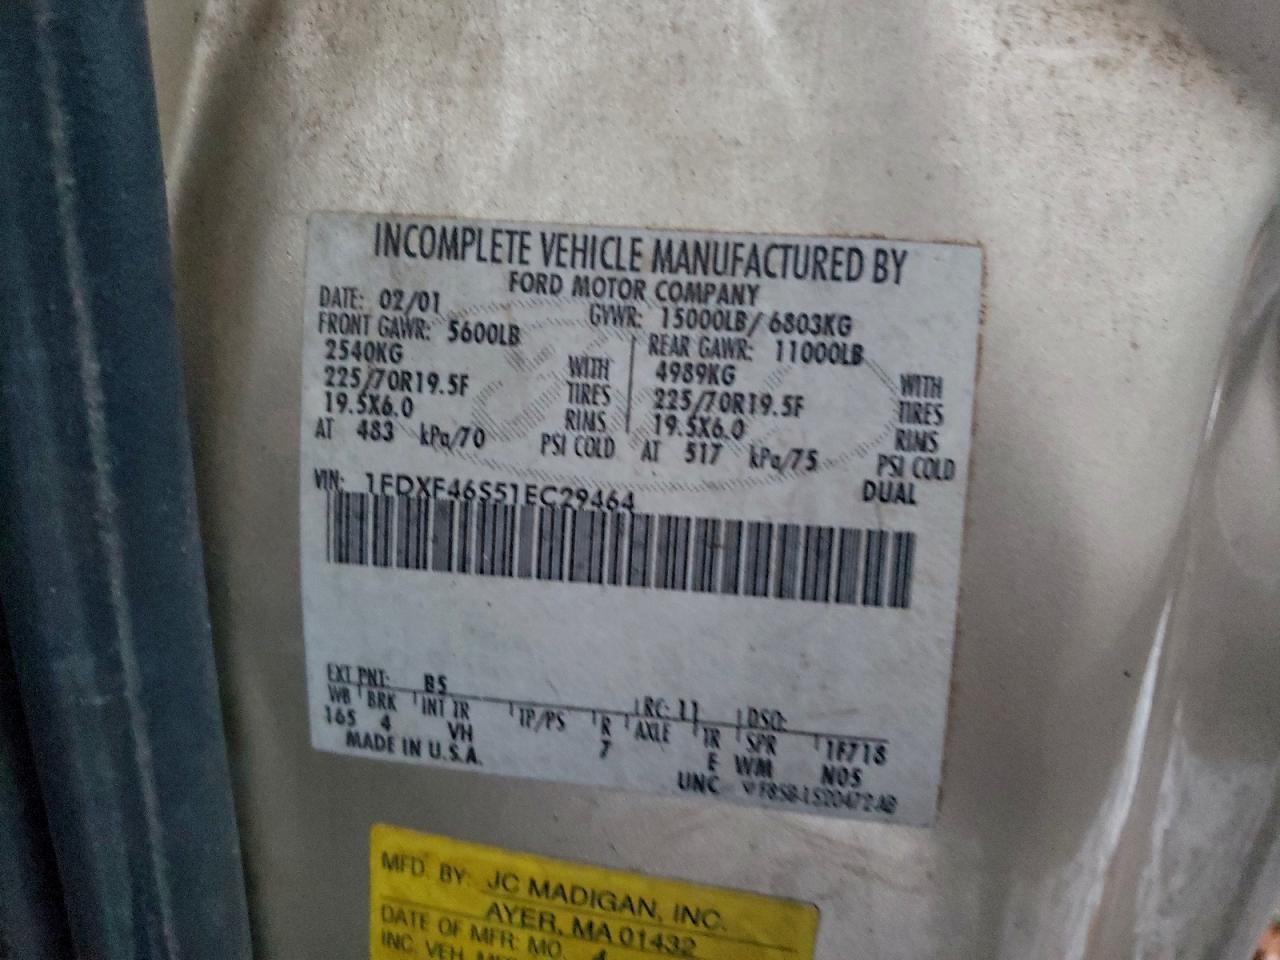 INCOMPLETE VEHICLE MANUFACTURED BY
FORD MOTOR COMPANY
DATE: 02/01 GVWR: 15000LB/ 6803KG
FRONT GAWR: 5600LB REAR GAWR: 11000LB
2540KG WITH 4989KG WITH
225/70R19.5F TIRES 225/70R19.5F TIRES
19.5X6.0 RIMS 19.5X6.0 RIMS
AT 483 kPa/70 PSI COLD AT 517 kPa/75 PSI COLD
DUAL
VIN: 1FDXF46S51EC29464
EXT PNT: B5 RC: 11 DSO:
WB BRK INT TR TP/PS R AXLE TR SPR 1F718
165 4 VH 7 E WM N05
MADE IN U.S.A. UNC
MFD. BY: JC MADIGAN, INC.
AYER, MA 01432
DATE OF MFR: MO. 4
INC. VEH.